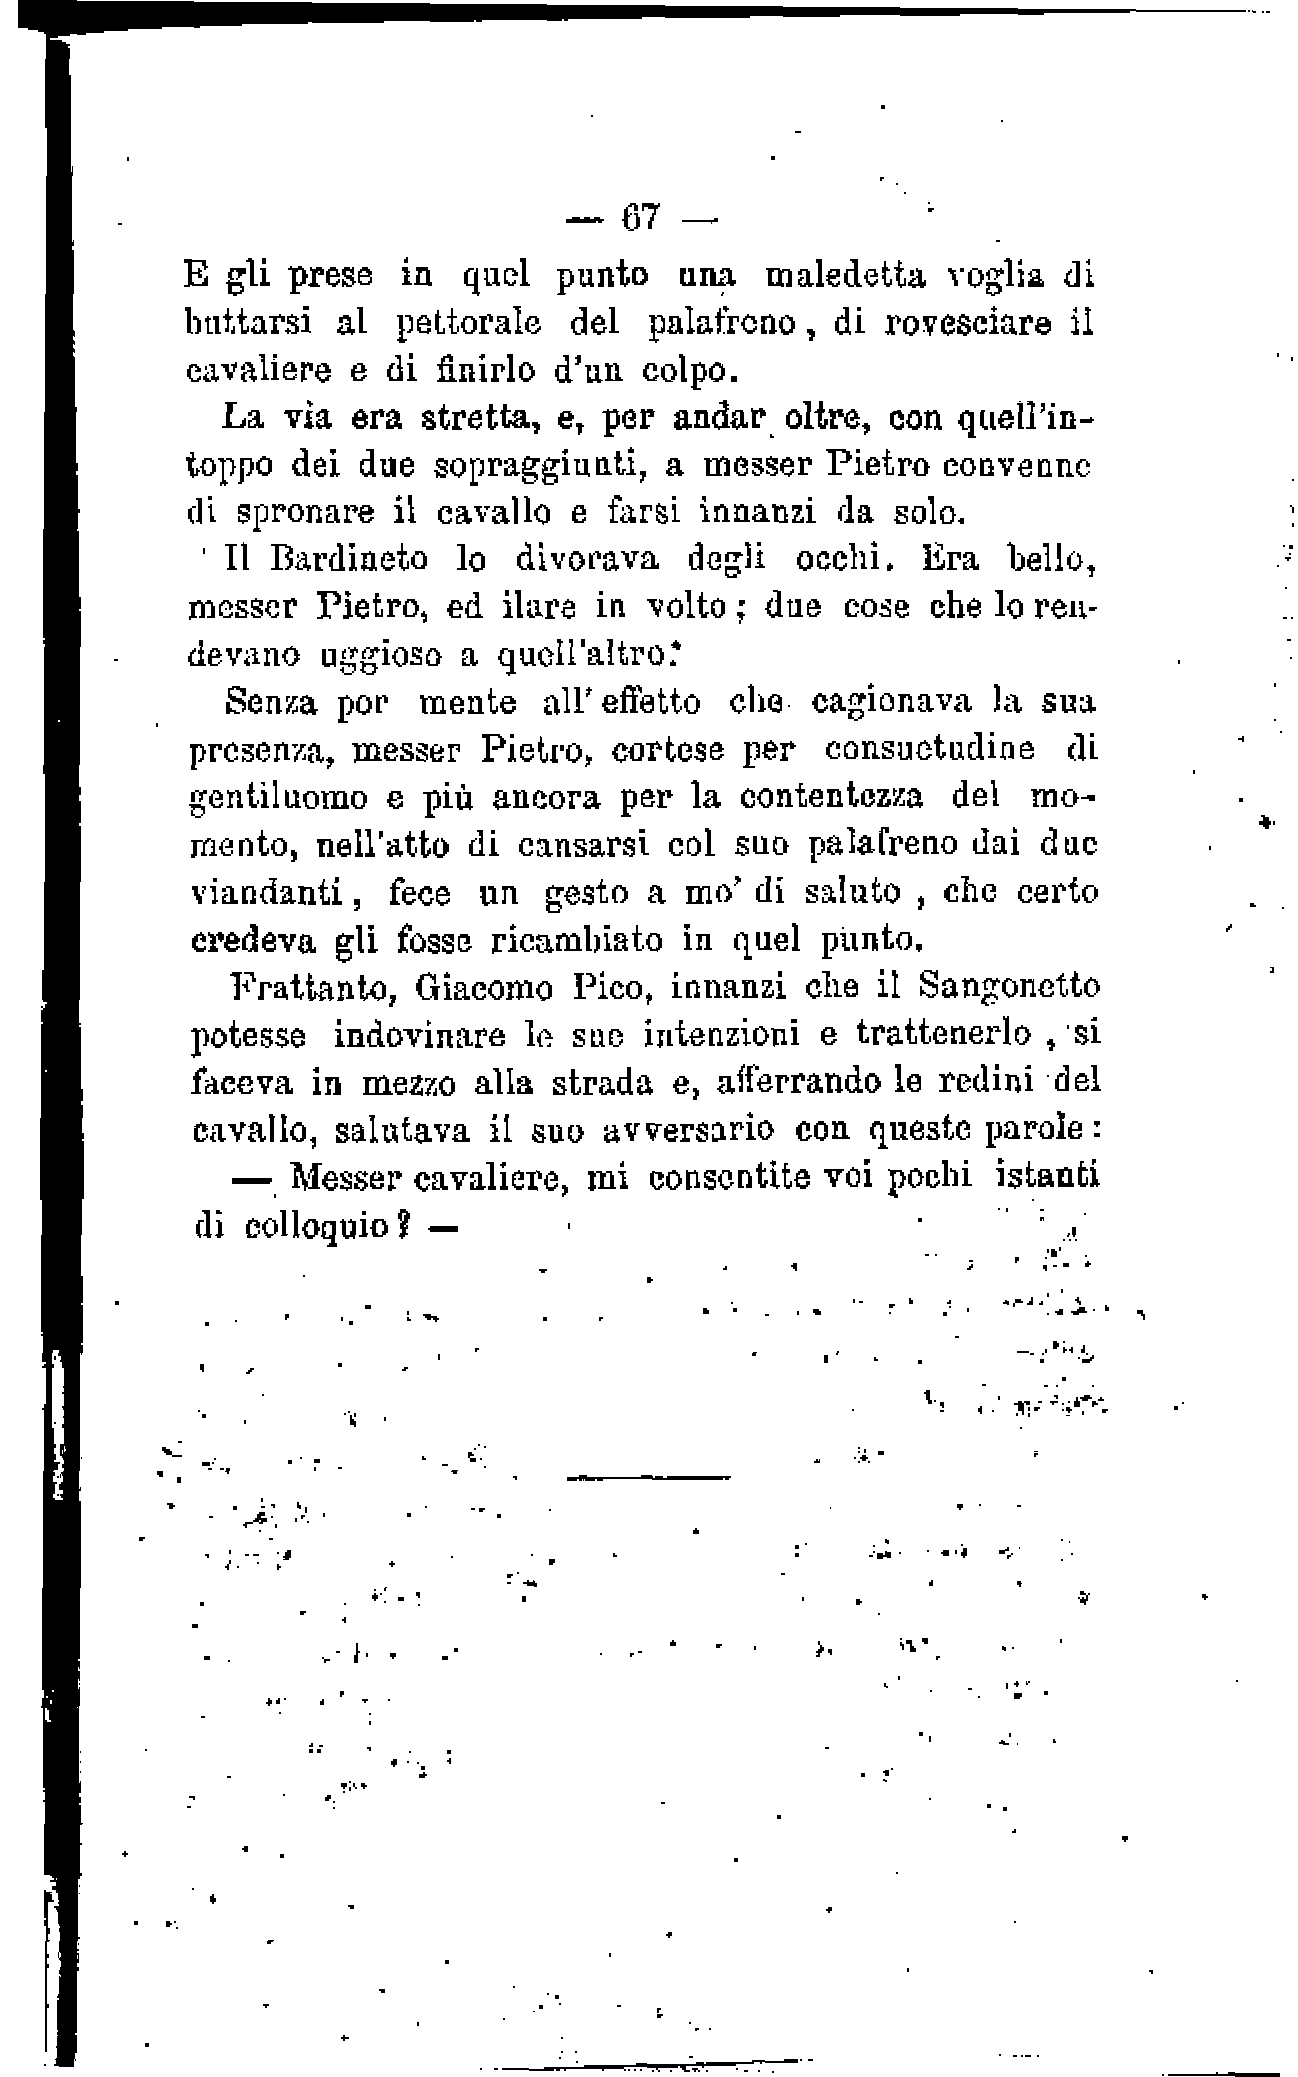 — 67 —
E gli prese in quel punto una maledetta voglia di
buttarsi al pettorale del palafreno, di rovesciare il
cavaliere e di finirlo d'un colpo.
La via era stretta, e, per andar oltre, con quell'in-
toppo dei due sopraggiunti, a messer Pietro convenne
di spronare il cavallo e farsi innanzi da solo.
Il Bardineto lo divorava degli occhi. Era bello,
messer Pietro, ed ilare in volto; due cose che lo ren-
devano uggioso a quell'altro.
Senza por mente all'effetto che cagionava la sua
presenza, messer Pietro, cortese per consuetudine di
gentiluomo e più ancora per la contentezza del mo-
mento, nell'atto di cansarsi col suo palafreno dai due
viandanti, fece un gesto a mo' di saluto, che certo
credeva gli fosse ricambiato in quel punto.
Frattanto, Giacomo Pico, innanzi che il Sangonetto
potesse indovinare le sue intenzioni e trattenerlo, si
faceva in mezzo alla strada e, afferrando le redini del
cavallo, salutava il suo avversario con queste parole:
— Messer cavaliere, mi consentite voi pochi istanti
di colloquio? —